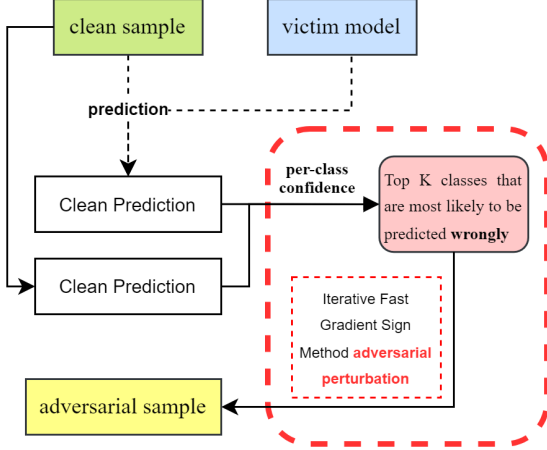 clean sample
victim model
prediction
per-class
confidence
Clean Prediction
Top K classes that
are most likely to be
predicted wrongly
Clean Prediction
Iterative Fast
Gradient Sign
Method adversarial
perturbation
adversarial sample